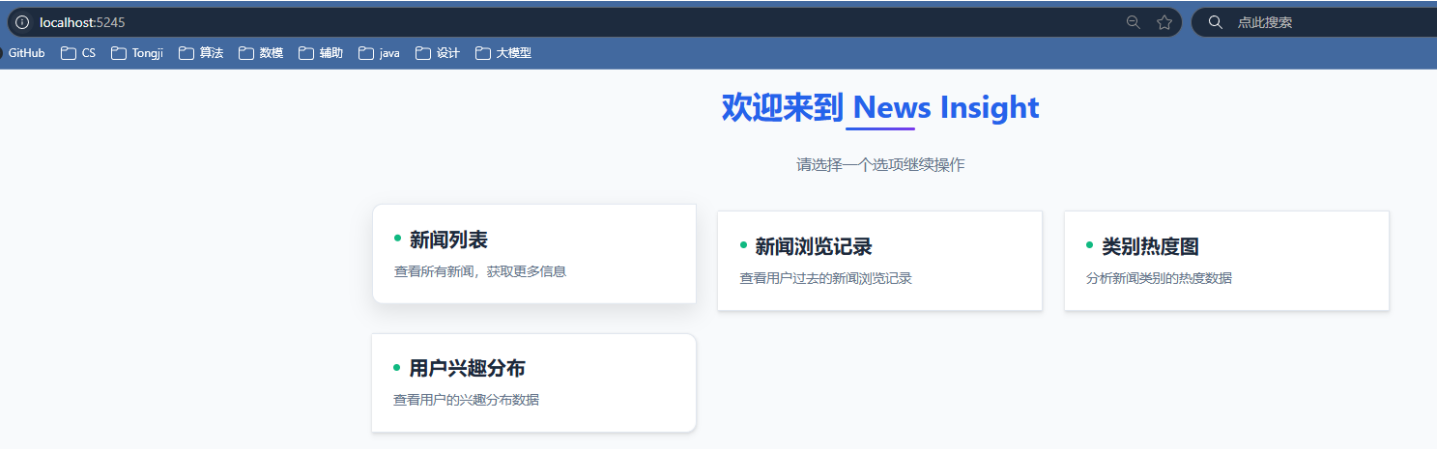 localhost:5245
点此搜索
GitHub CS Tongji 算法 数模 辅助 java 设计 大模型
欢迎来到 News Insight
请选择一个选项继续操作
新闻列表
查看所有新闻，获取更多信息
新闻浏览记录
查看用户过去的新闻浏览记录
类别热度图
分析新闻类别的热度数据
用户兴趣分布
查看用户的兴趣分布数据